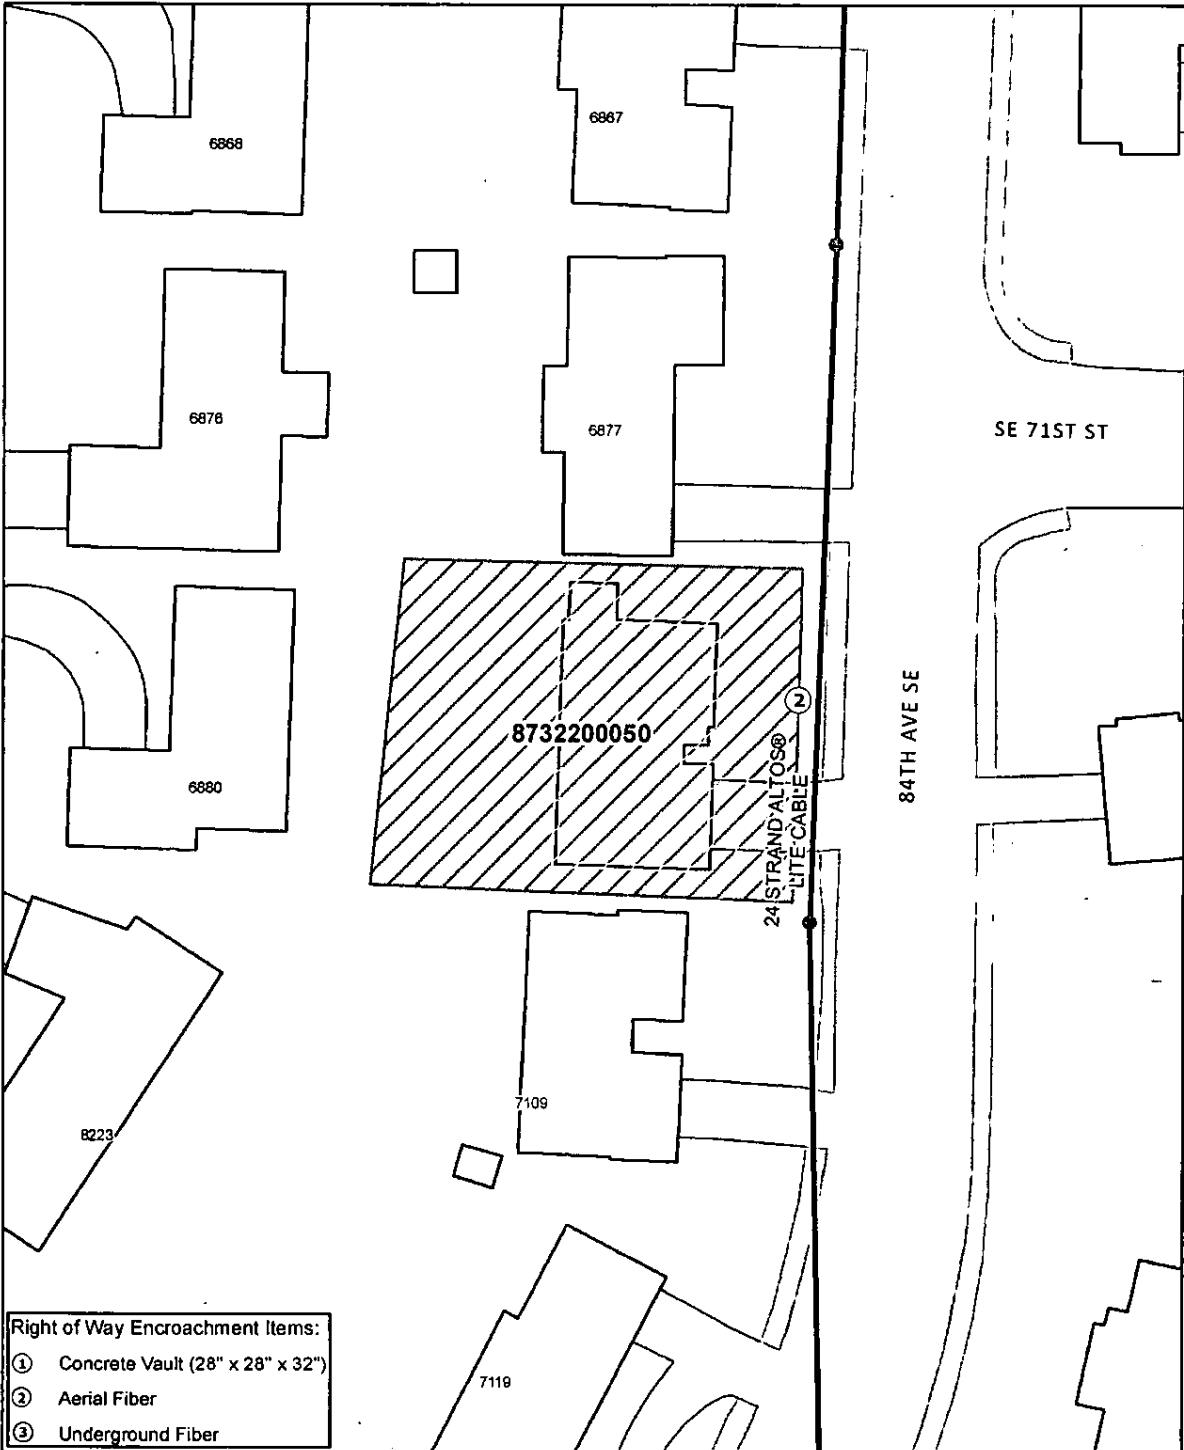 6868
6867
6876
6877
SE 71ST ST
8732200050
②
24 STRAND ALTOS®
LITE CABLE
84TH AVE SE
6880
7109
8223
7119
Right of Way Encroachment Items:
① Concrete Vault (28" x 28" x 32")
② Aerial Fiber
③ Underground Fiber